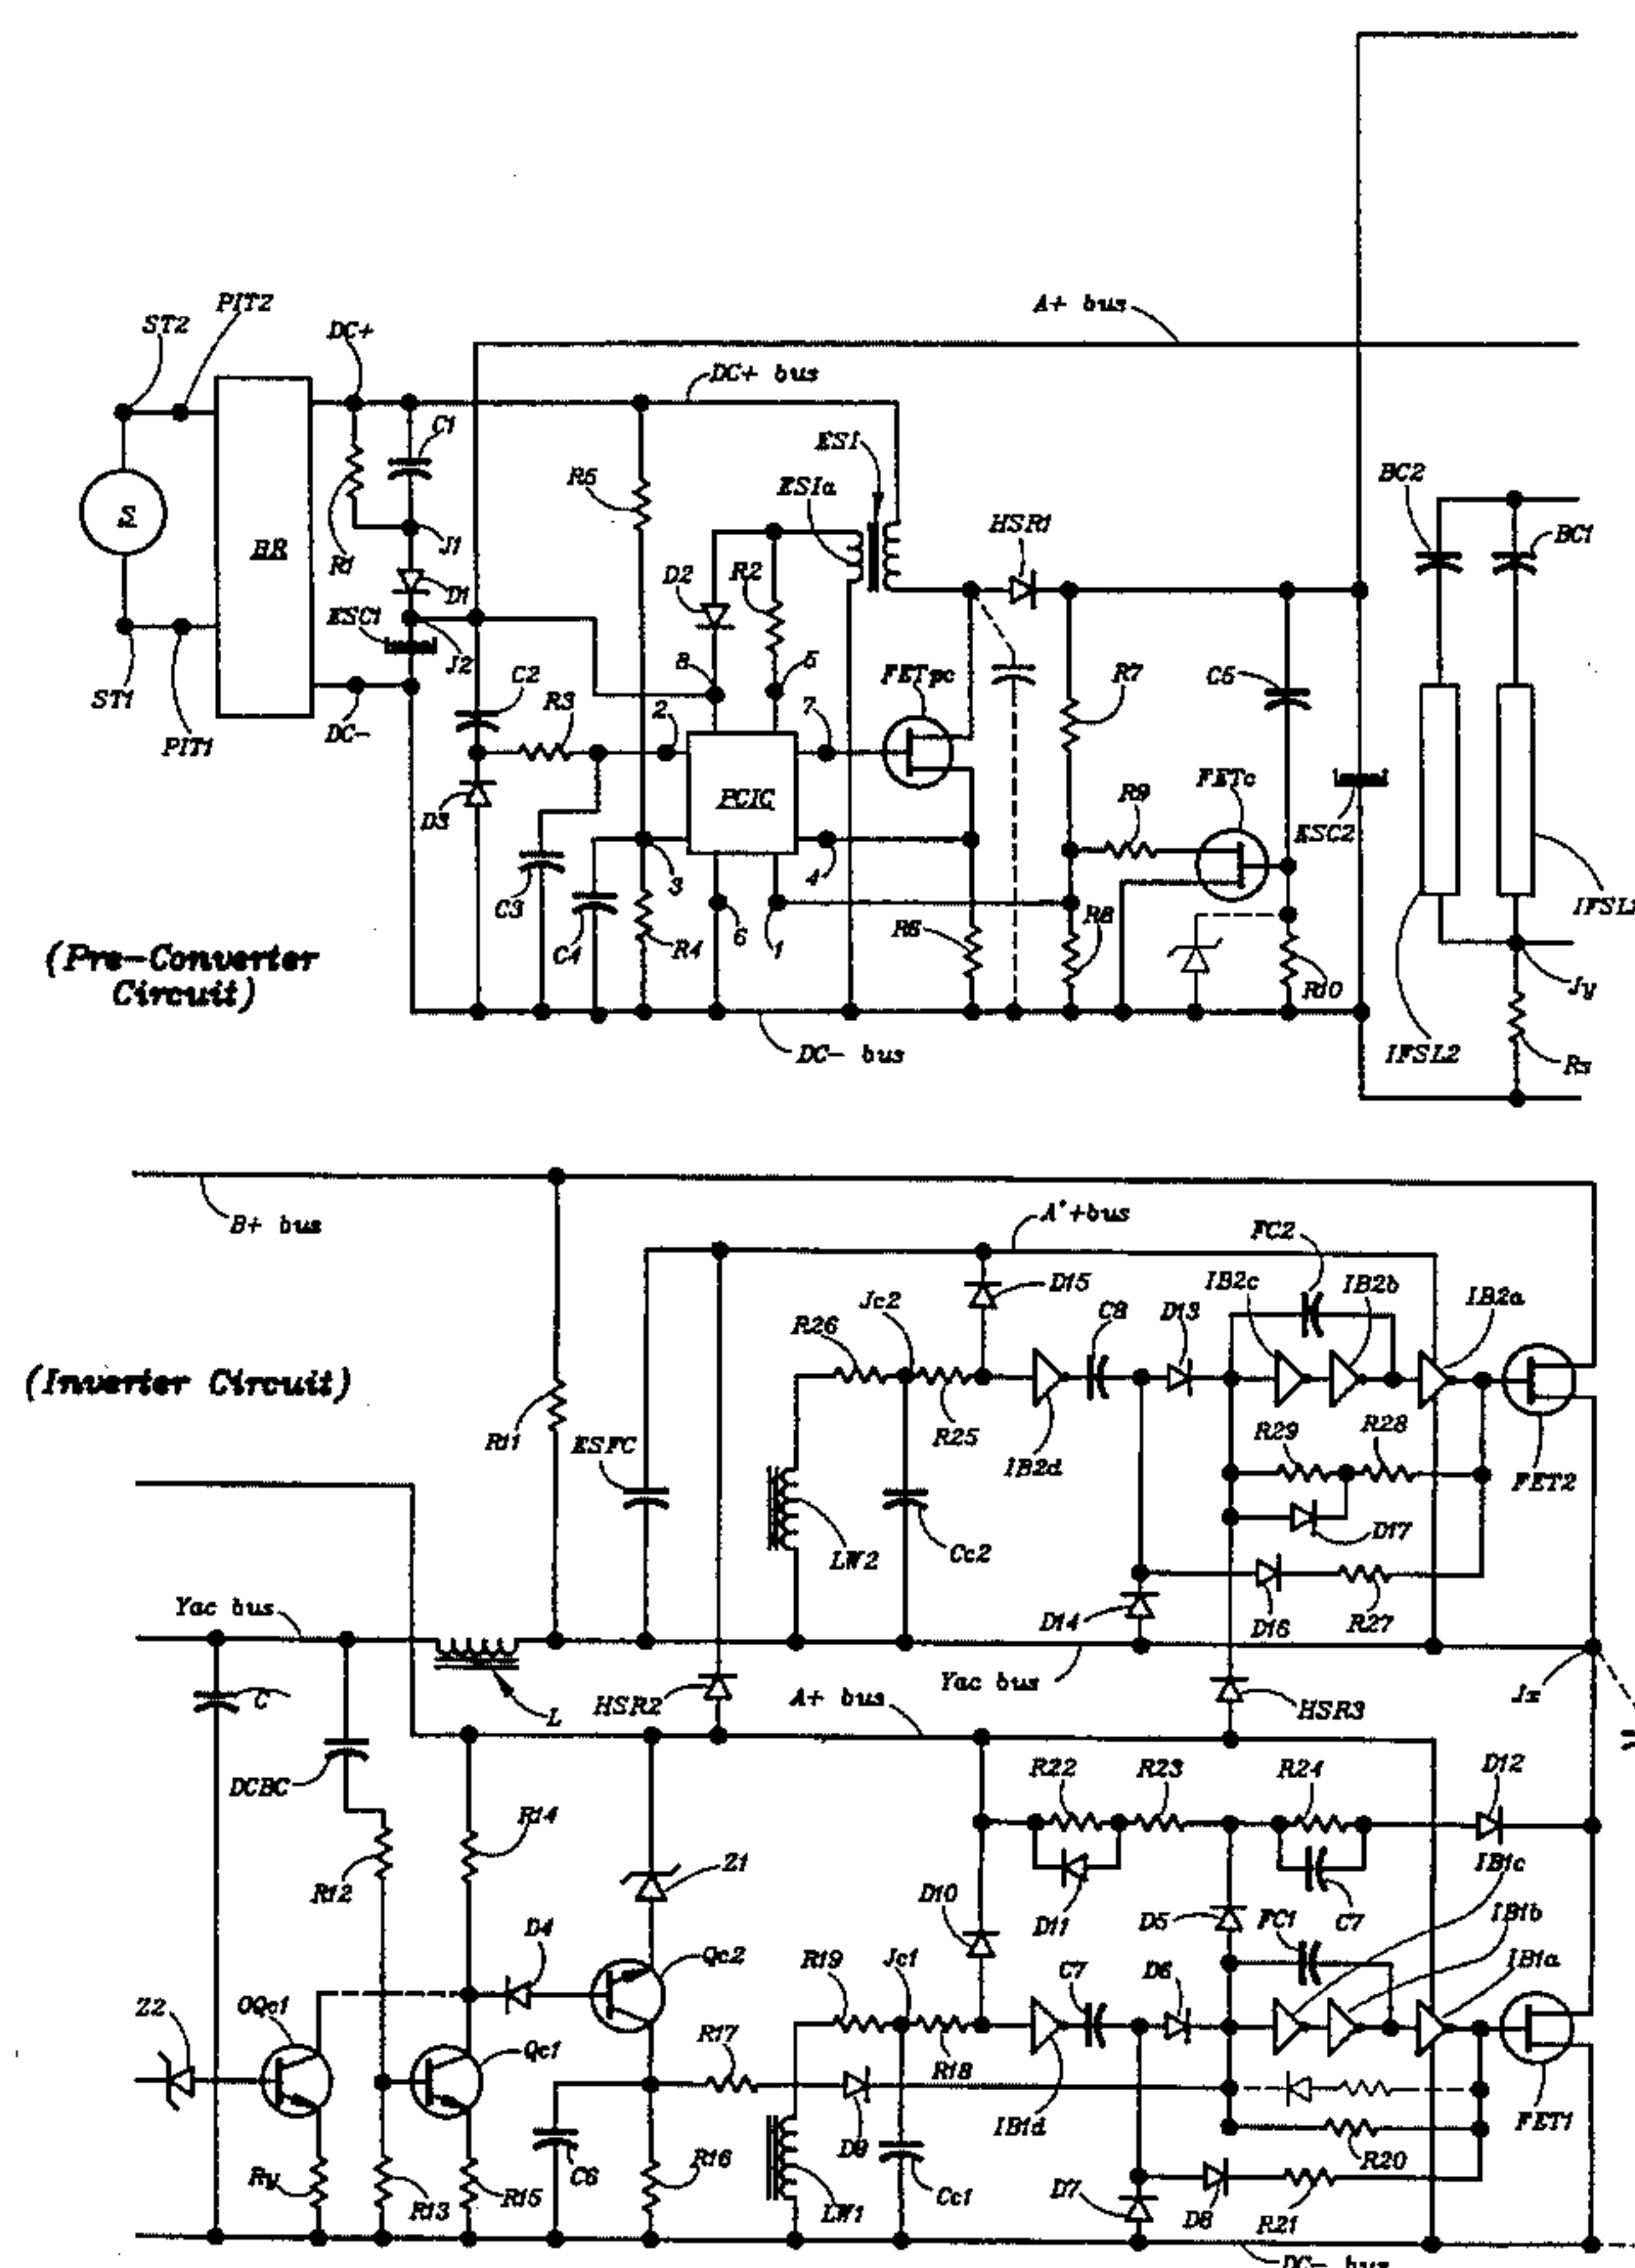 A+ bus
ST2
PIT2
DC+
DC+ bus
C1
ESI
R5
ESIa
BC2
S
BR
HSR1
BC1
R1
J1
D2
R2
D1
ESC1
J2
8
5
C2
FETpc
R7
C5
ST1
R3
2
7
PIT1
DC-
PCIC
FETc
R9
D3
ESC2
3
4
C3
IFSL1
R6
R8
(Pre-Converter
Circuit)
C4
R4
6
1
R10
Jy
DC- bus
IFSL2
Rs
B+ bus
A'+bus
FC2
D15
IB2c
IB2b
Jc2
C8
IB2a
R26
D13
(Inverter Circuit)
R11
ESFC
R25
R29
R28
IB2d
FET2
LW2
Cc2
D17
Yac bus
D14
D16
R27
C
L
HSR2
A+ bus
Yac bus
HSR3
Jx
DCBC
R22
R23
R24
D12
R14
IB1c
Z1
R12
D10
D11
D5
FC1
C7
IB1b
D4
Qc2
R19
Jc1
C7
D6
IB1a
Z2
OQc1
Qc1
R17
R18
IB1d
FET1
Ry
R13
R15
C6
R16
D9
LW1
Cc1
D7
D8
R20
R21
DC- bus